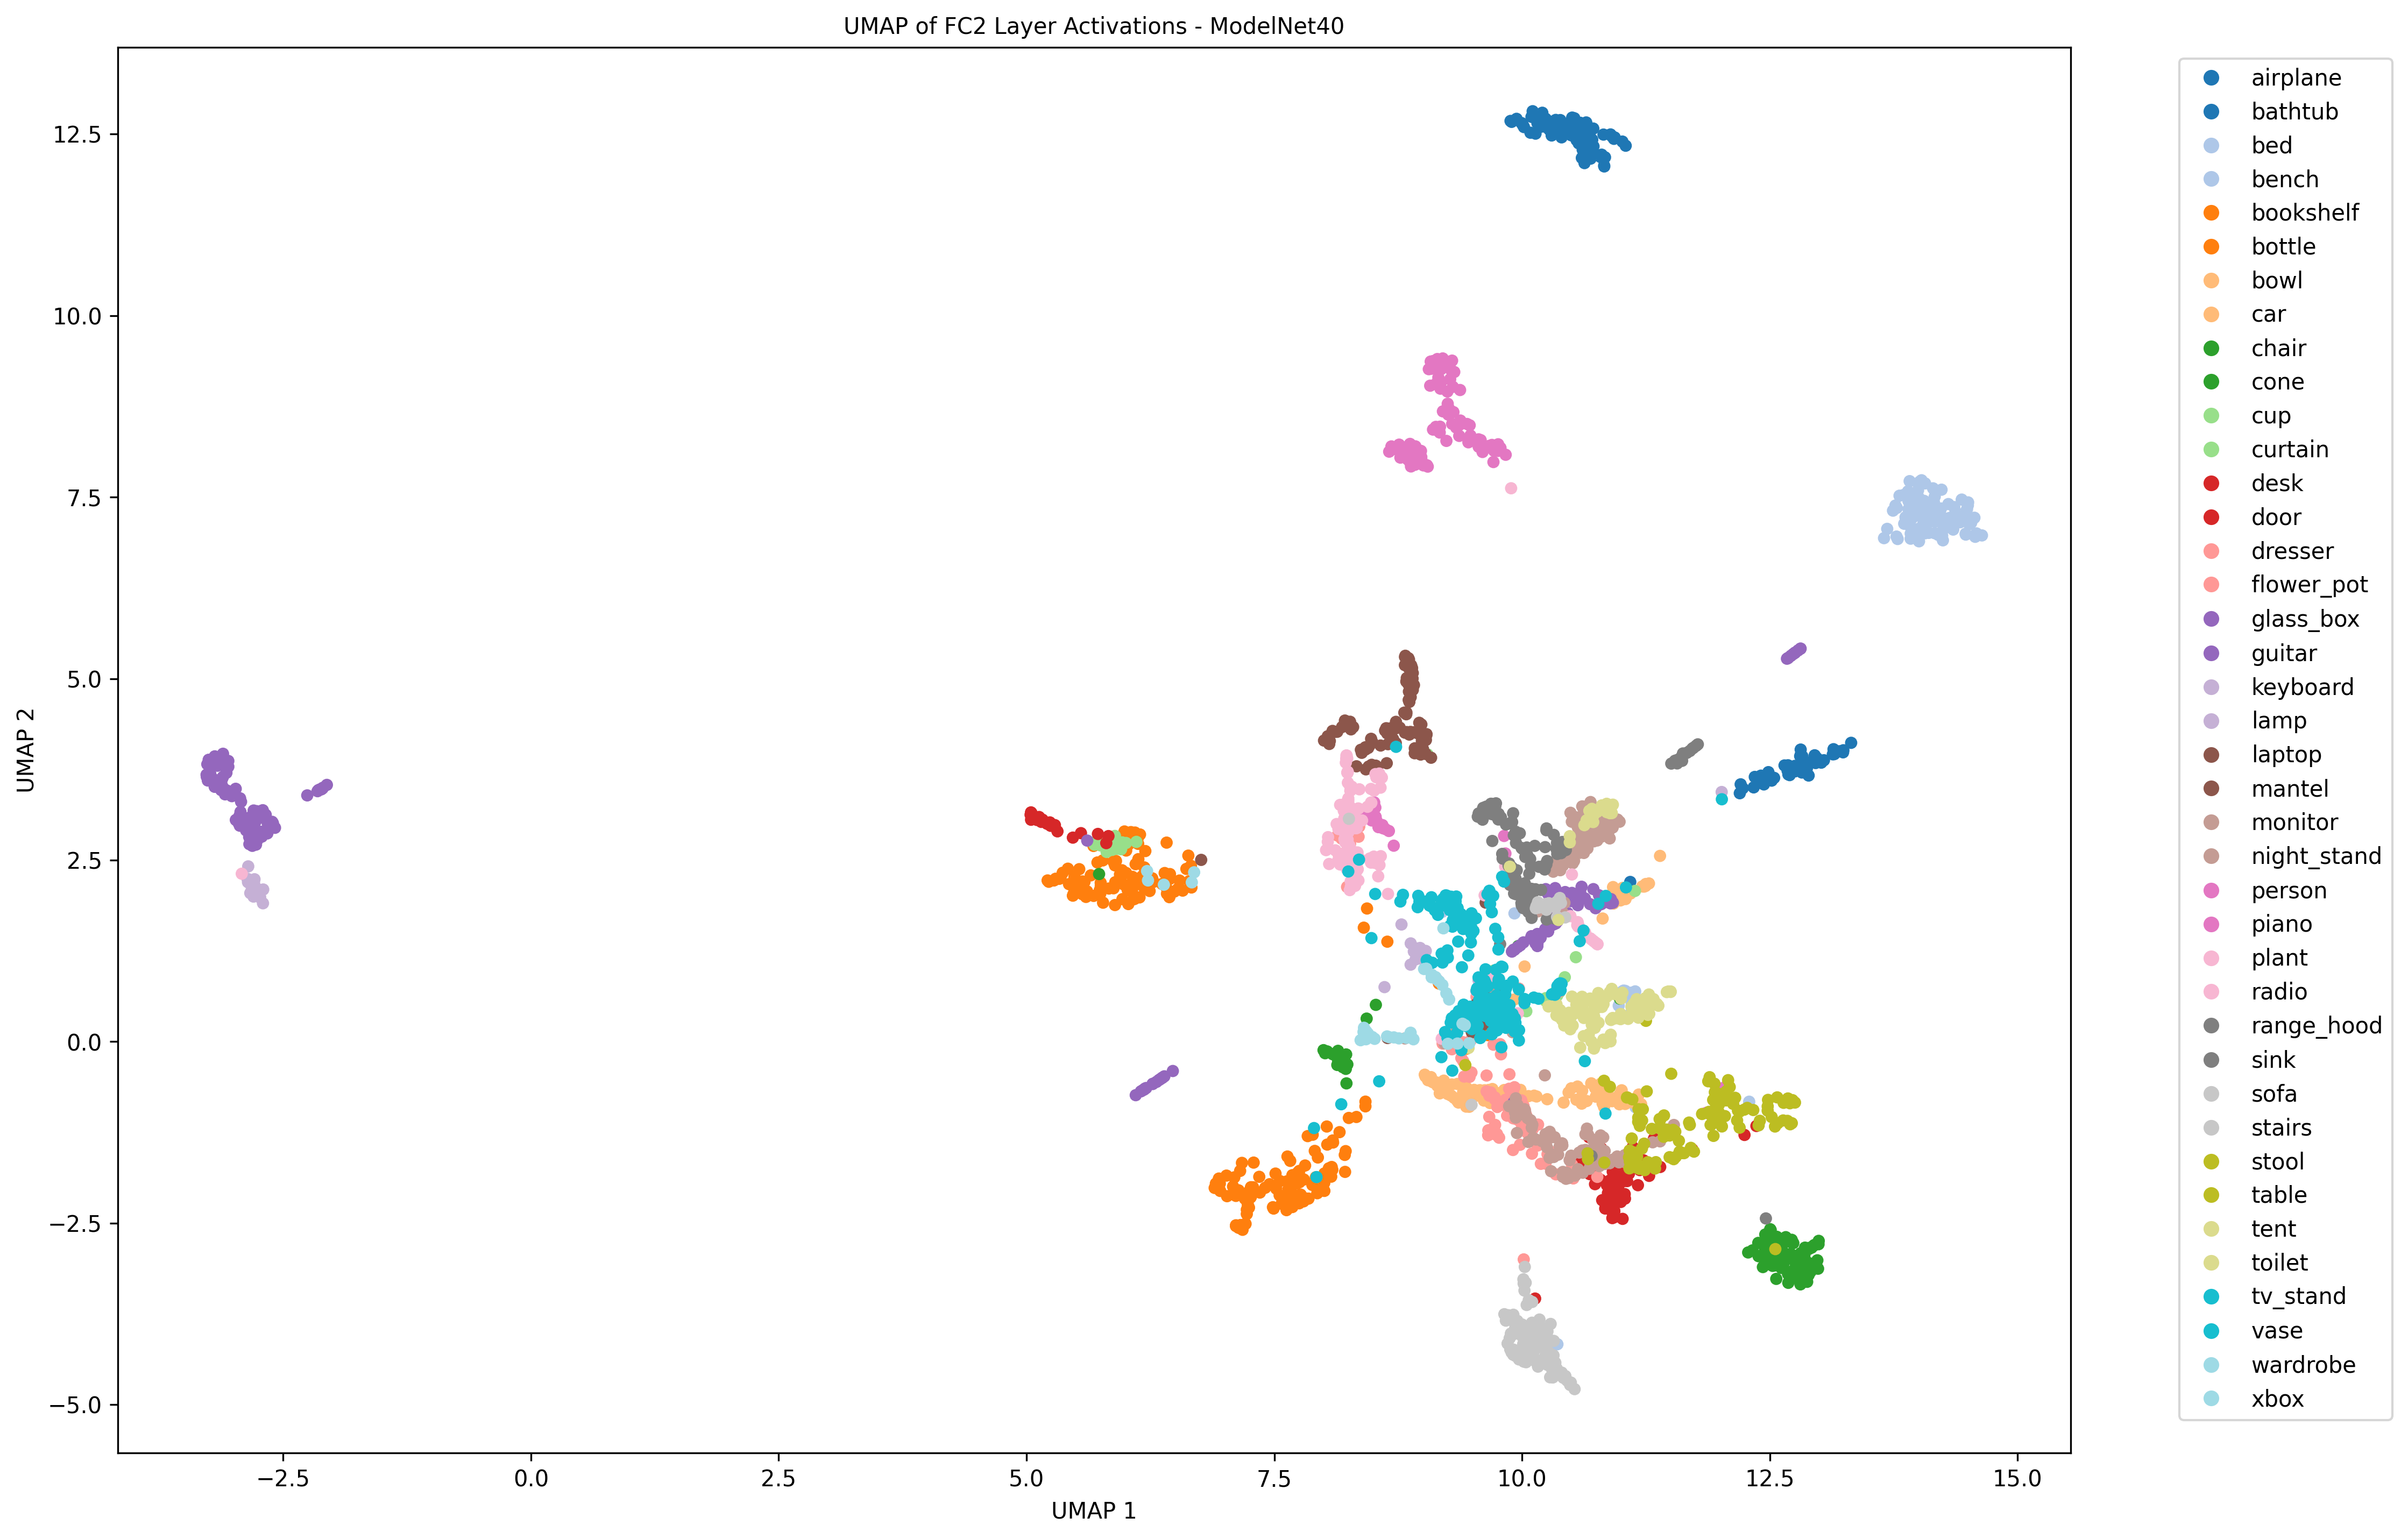 UMAP of FC2 Layer Activations - ModelNet40
12.5
10.0
7.5
5.0
2.5
0.0
−2.5
−5.0
UMAP 2
−2.5
0.0
2.5
5.0
7.5
10.0
12.5
15.0
UMAP 1
airplane
bathtub
bed
bench
bookshelf
bottle
bowl
car
chair
cone
cup
curtain
desk
door
dresser
flower_pot
glass_box
guitar
keyboard
lamp
laptop
mantel
monitor
night_stand
person
piano
plant
radio
range_hood
sink
sofa
stairs
stool
table
tent
toilet
tv_stand
vase
wardrobe
xbox